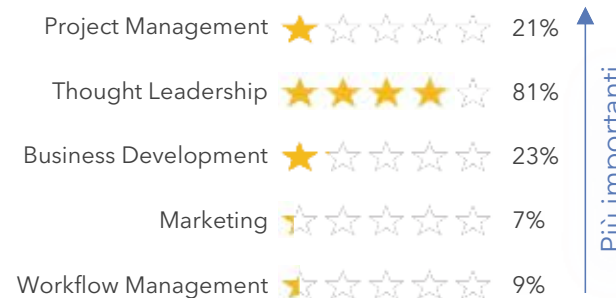 Project Management 21%
Thought Leadership 81%
Business Development 23%
Marketing 7%
Workflow Management 9%
Più importanti